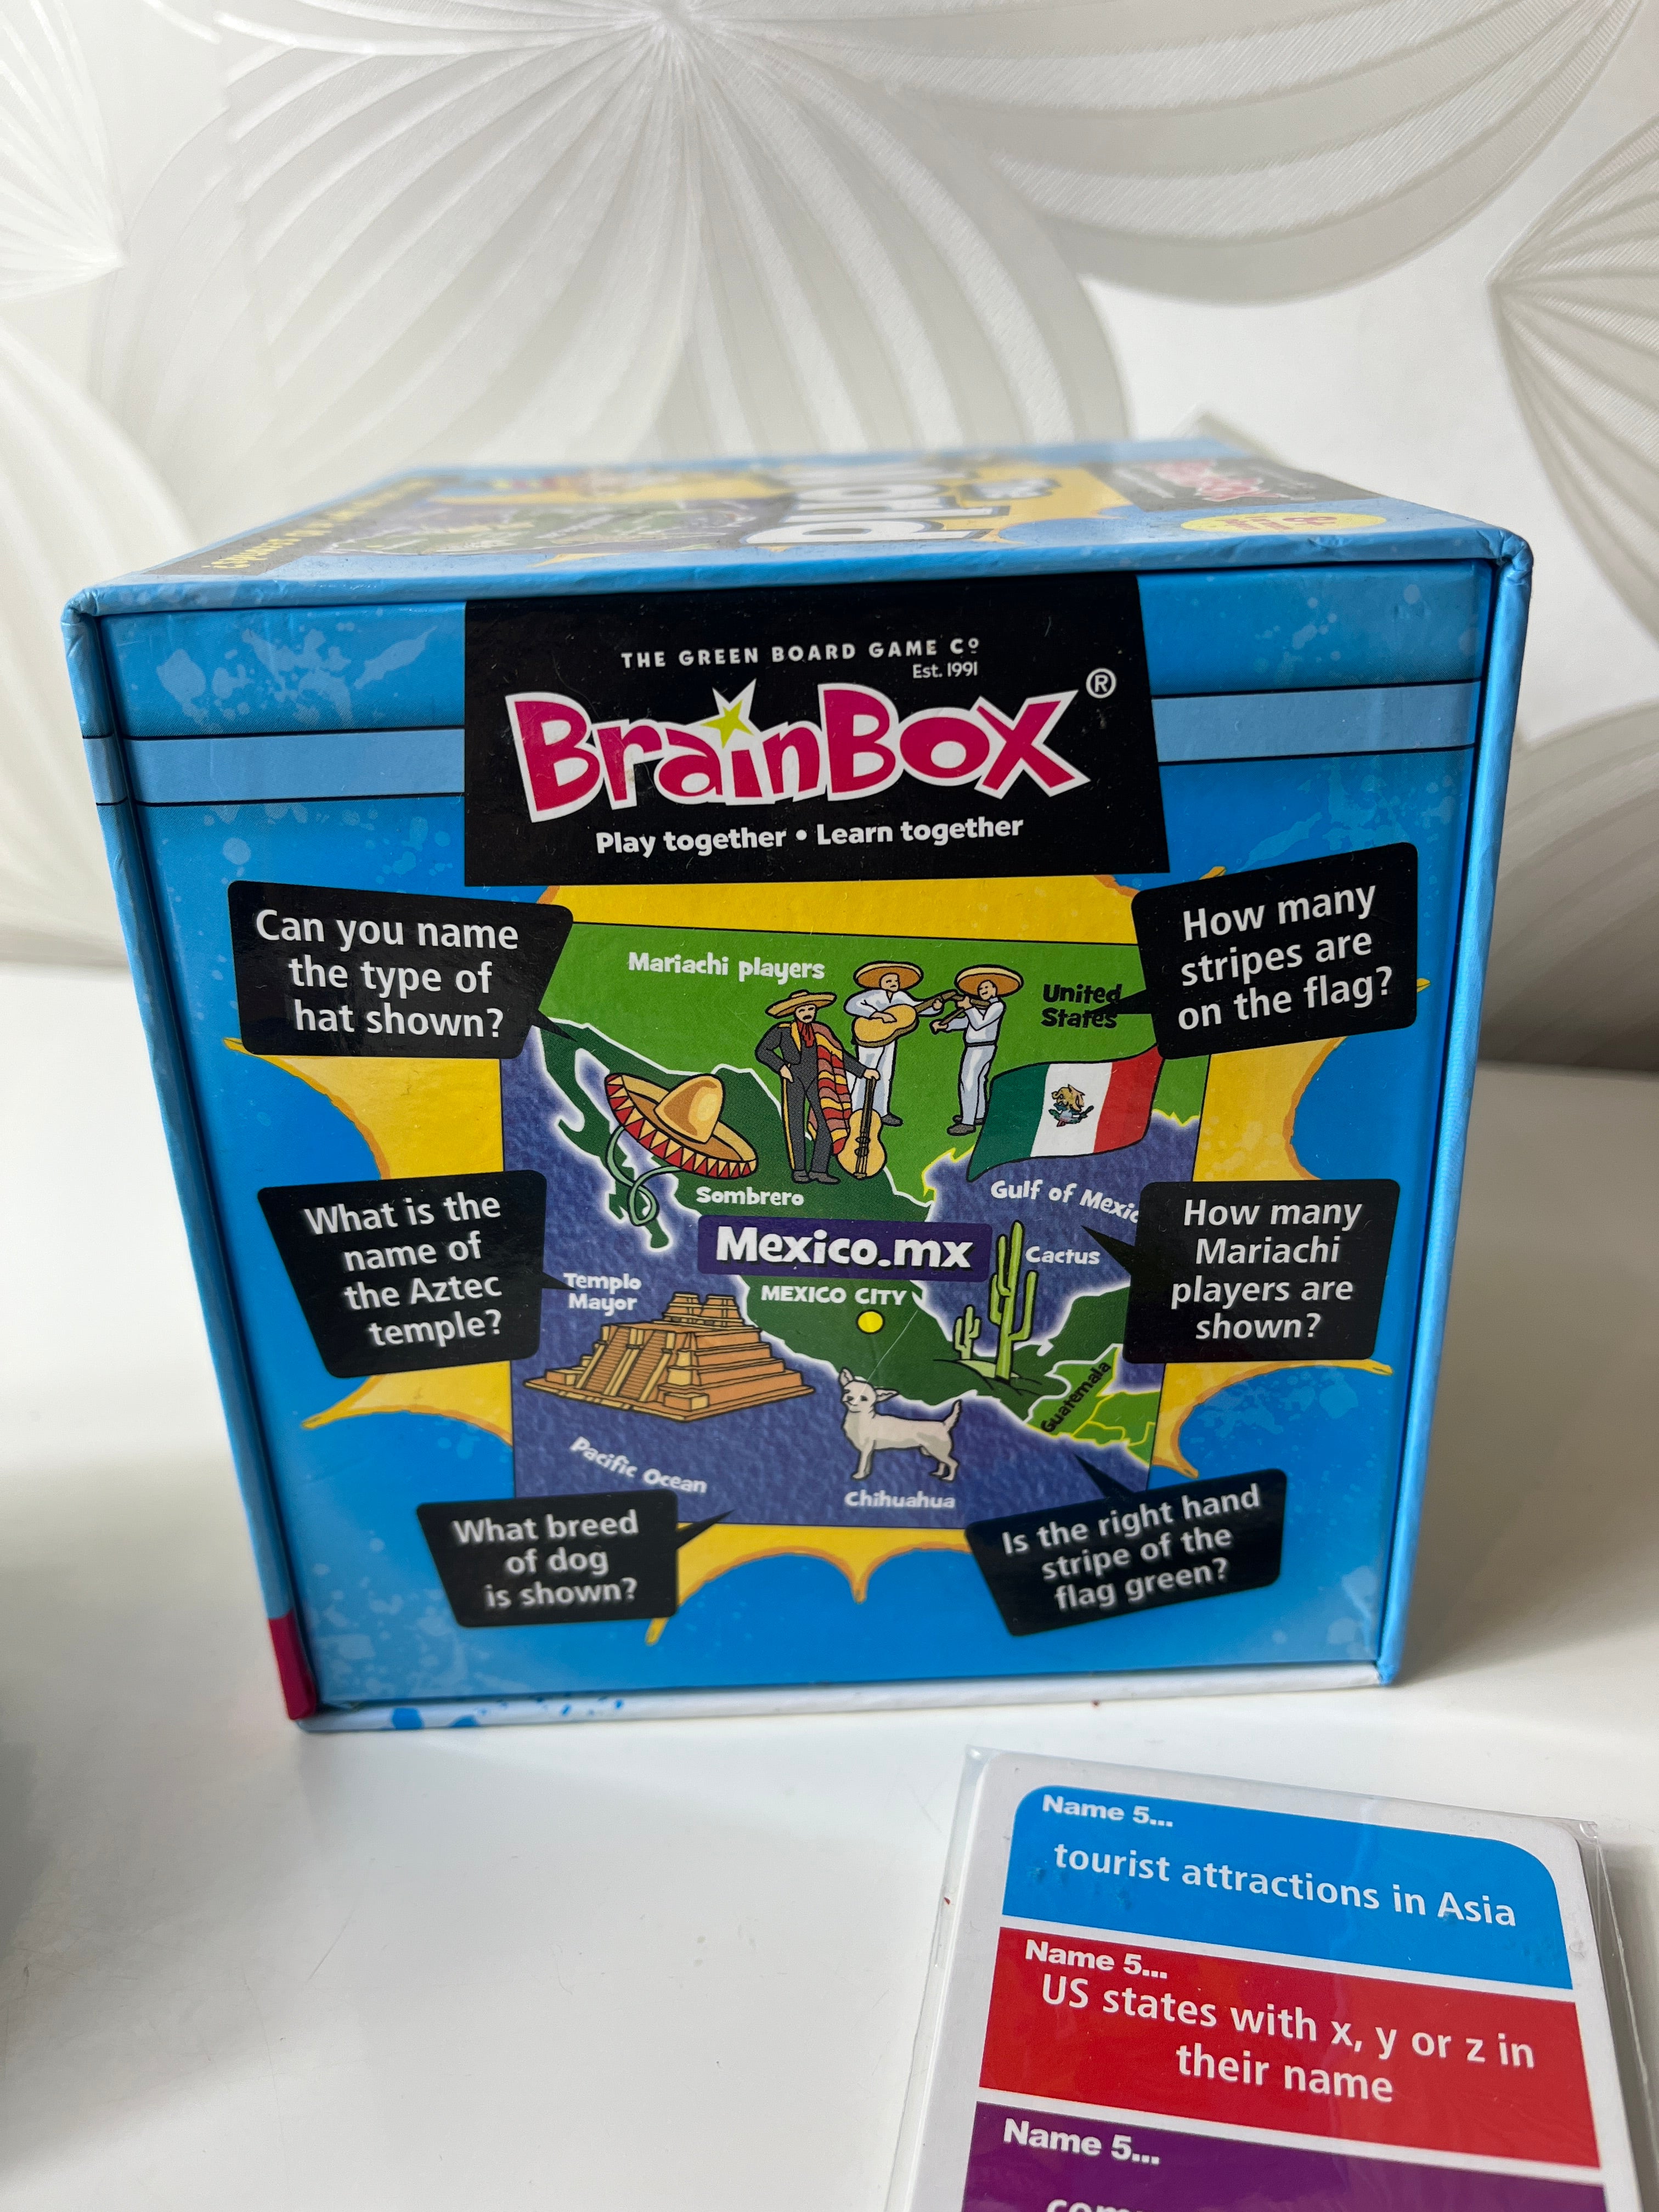 World
BrainBox
THE GREEN BOARD GAME Cº
Est. 1991
BrainBox®
Play together • Learn together
Can you name
the type of
hat shown?
How many
stripes are
on the flag?
Mariachi players
United
States
Sombrero
Gulf of Mexic
What is the
name of
the Aztec
temple?
Mexico.mx
Cactus
How many
Mariachi
players are
shown?
Templo
Mayor
MEXICO CITY
Guatemala
Pacific Ocean
Chihuahua
What breed
of dog
is shown?
Is the right hand
stripe of the
flag green?
Name 5...
tourist attractions in Asia
Name 5...
US states with x, y or z in
their name
Name 5...